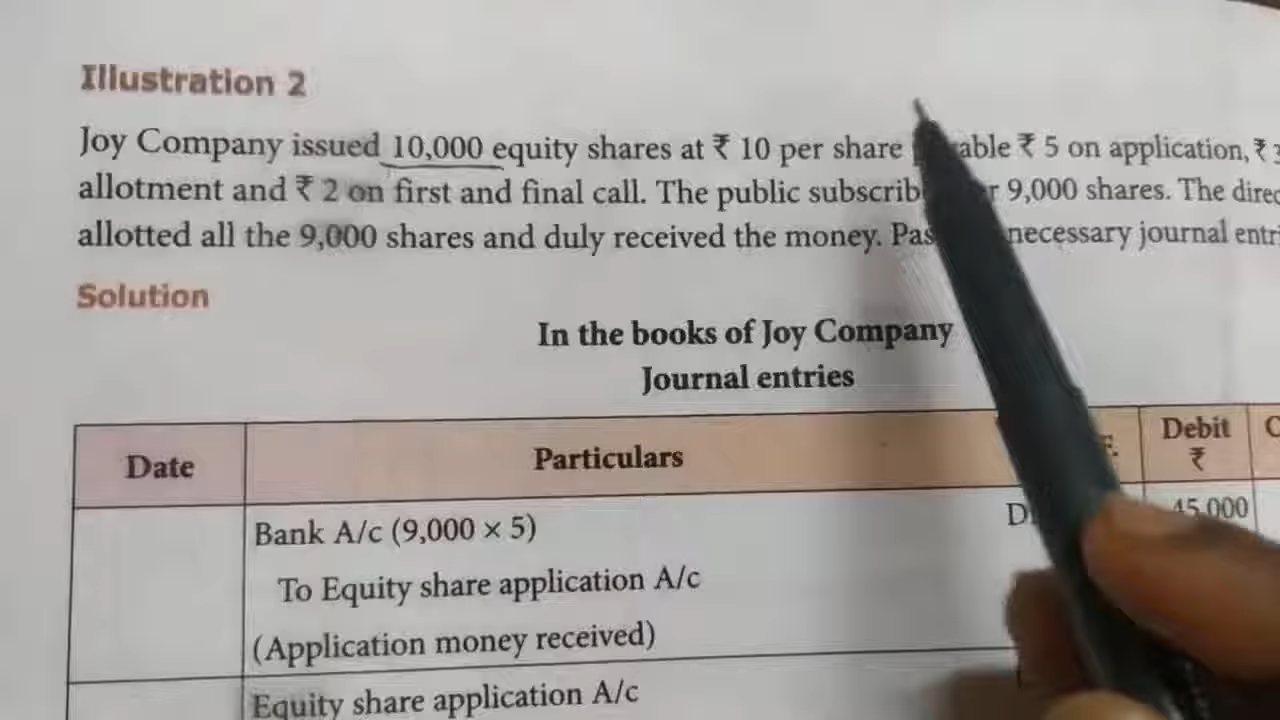 Illustration 2
Joy Company issued 10,000 equity shares at ₹ 10 per share ₹ 5 on application, ₹
allotment and ₹ 2 on first and final call. The public 9,000 shares. The
allotted all the 9,000 shares and duly received the money. necessary journal
Solution
In the books of Joy Company
Journal entries
Date Particulars Debit ₹
Bank A/c (9,000 × 5) 45,000
To Equity share application A/c
(Application money received)
Equity share application A/c